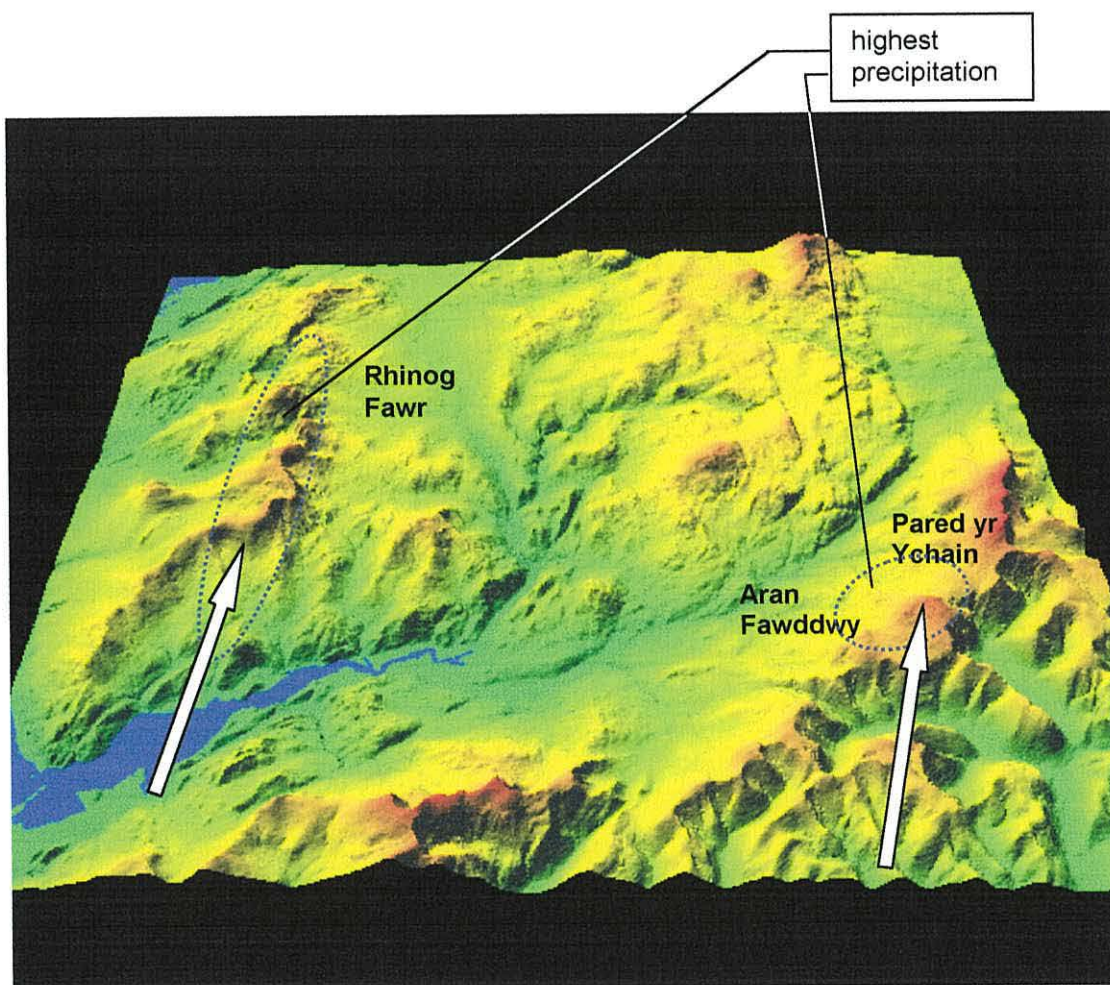 highest
precipitation
Rhinog
Fawr
Pared yr
Ychain
Aran
Fawddwy